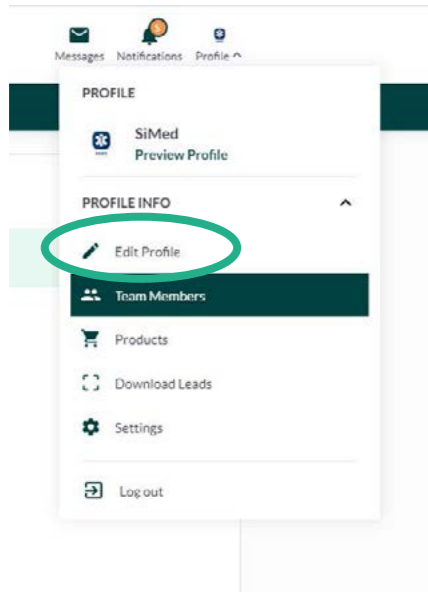 Messages Notifications Profile
PROFILE
SiMed
Preview Profile
PROFILE INFO
Edit Profile
Team Members
Products
Download Leads
Settings
Log out